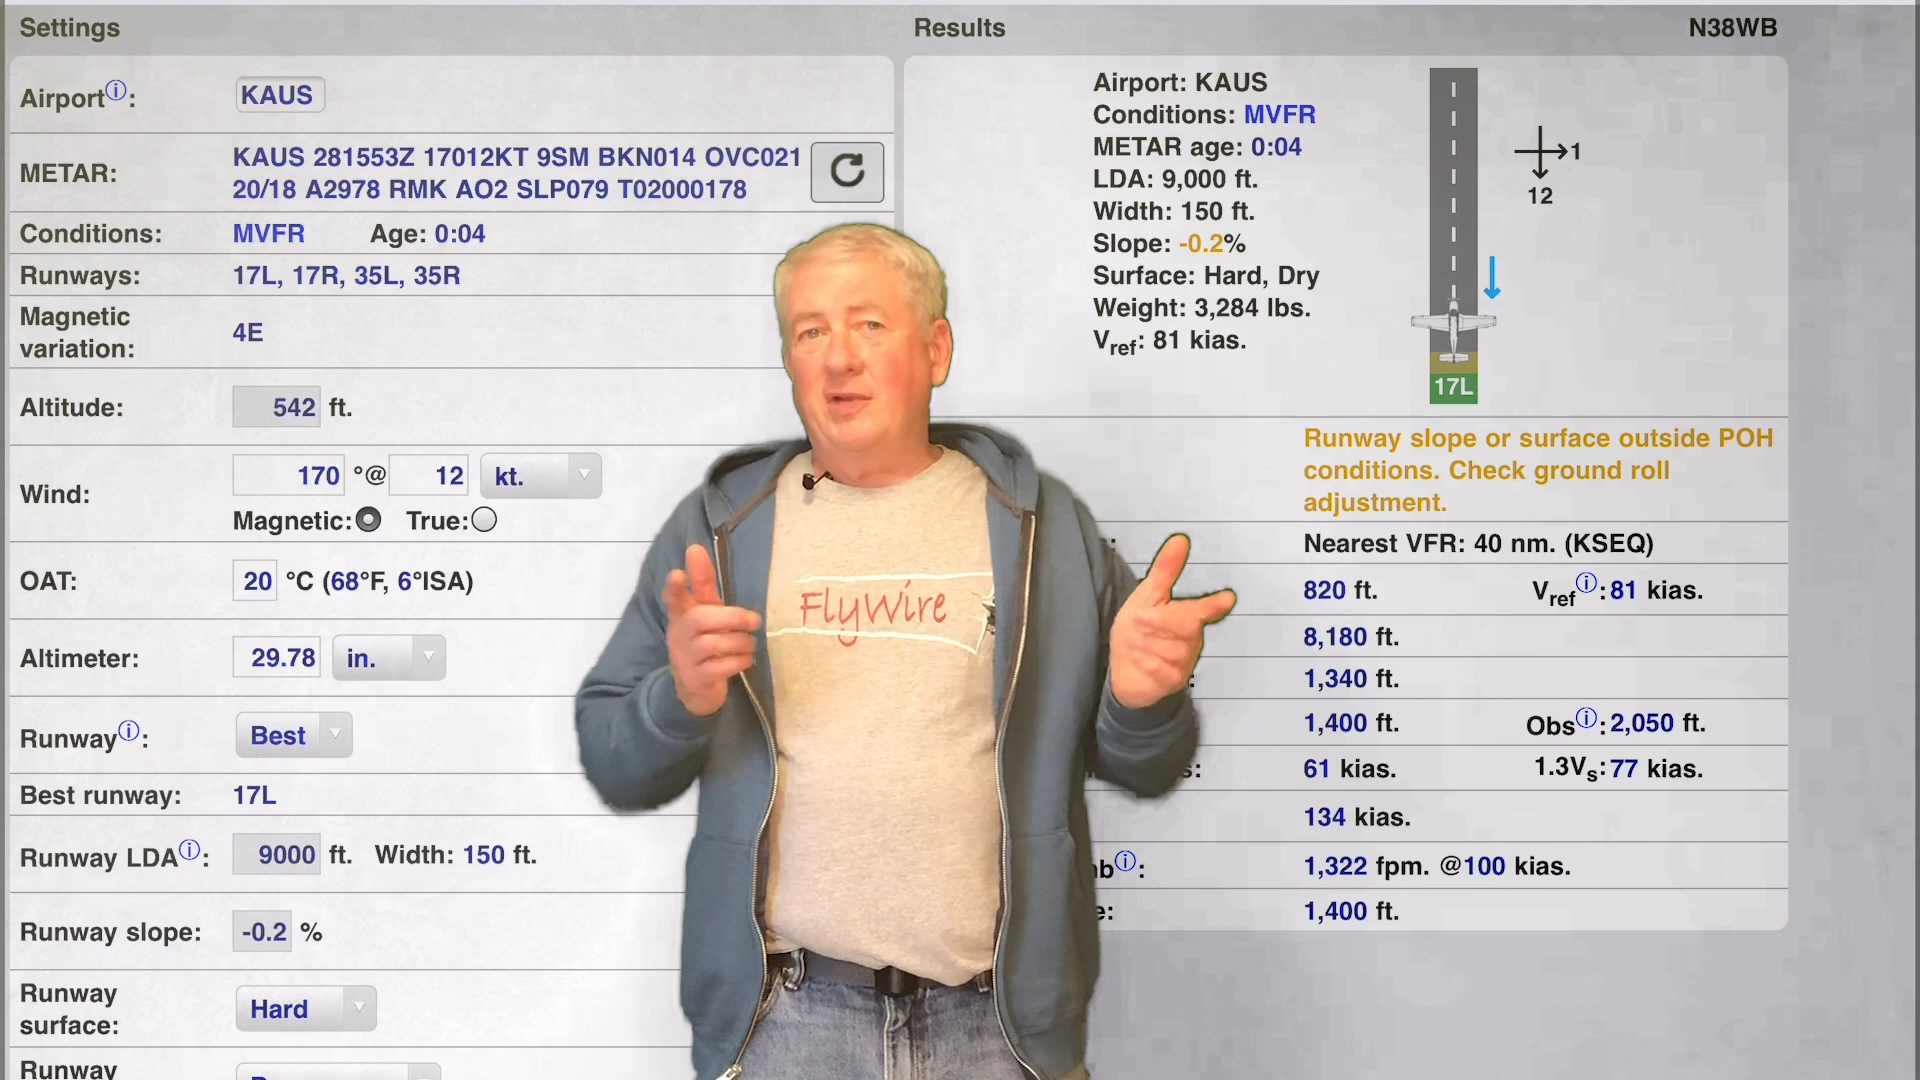 Settings
Airportⓘ: KAUS
METAR: KAUS 281553Z 17012KT 9SM BKN014 OVC021
20/18 A2978 RMK AO2 SLP079 T02000178
Conditions: MVFR Age: 0:04
Runways: 17L, 17R, 35L, 35R
Magnetic
variation: 4E
Altitude: 542 ft.
Wind: 170 °@ 12 kt.
Magnetic: True:
OAT: 20 °C (68°F, 6°ISA)
Altimeter: 29.78 in.
Runwayⓘ: Best
Best runway: 17L
Runway LDAⓘ: 9000 ft. Width: 150 ft.
Runway slope: -0.2 %
Runway
surface: Hard
Runway
FlyWire
Results N38WB
Airport: KAUS
Conditions: MVFR
METAR age: 0:04
LDA: 9,000 ft.
Width: 150 ft.
Slope: -0.2%
Surface: Hard, Dry
Weight: 3,284 lbs.
Vref: 81 kias.
1
12
17L
Runway slope or surface outside POH
conditions. Check ground roll
adjustment.
Nearest VFR: 40 nm. (KSEQ)
820 ft. Vrefⓘ: 81 kias.
8,180 ft.
1,340 ft.
1,400 ft. Obsⓘ: 2,050 ft.
61 kias. 1.3Vs: 77 kias.
134 kias.
1,322 fpm. @100 kias.
1,400 ft.